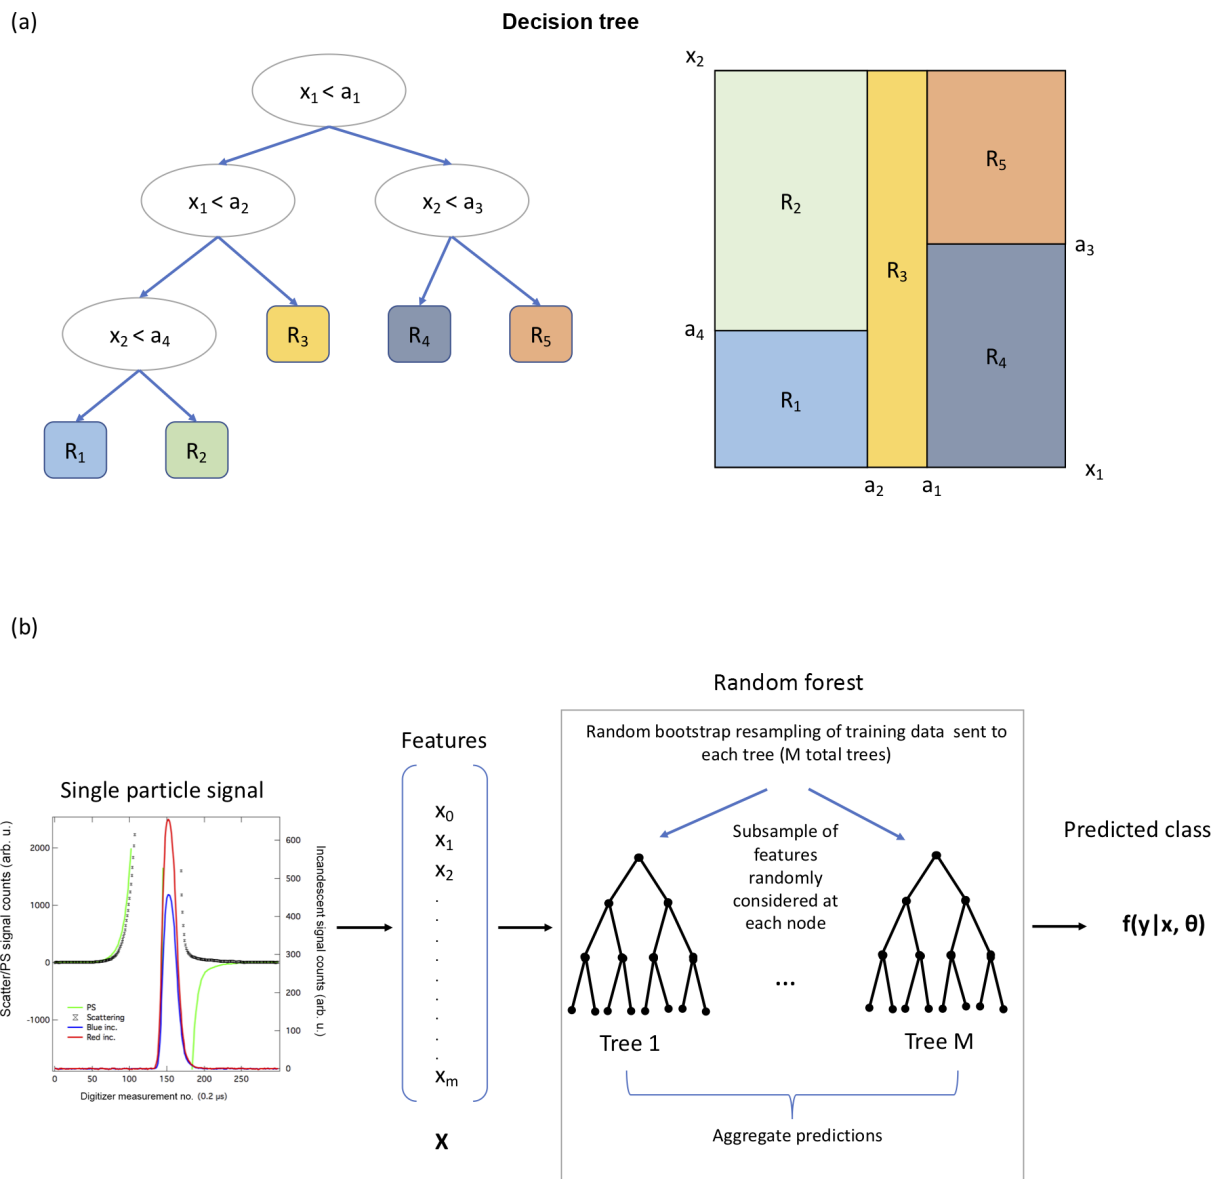 (a)
Decision tree
x₁ < a₁
x₁ < a₂
x₂ < a₃
x₂ < a₄
R₃
R₄
R₅
R₁
R₂
x₂
R₅
R₂
a₃
R₃
a₄
R₄
R₁
x₁
a₂
a₁
(b)
Random forest
Random bootstrap resampling of training data sent to
each tree (M total trees)
Features
Single particle signal
Scatter/PS signal counts (arb. u.)
2000
1000
0
-1000
PS
Scattering
Blue inc.
Red inc.
600
500
400
300
200
100
0
Incandescent signal counts (arb. u.)
0
50
100
150
200
250
Digitizer measurement no. (0.2 µs)
x₀
x₁
x₂
.
.
.
.
.
.
.
.
.
xₘ
X
Subsample of
features
randomly
considered at
each node
...
Tree 1
Tree M
Aggregate predictions
Predicted class
f(y|x, θ)